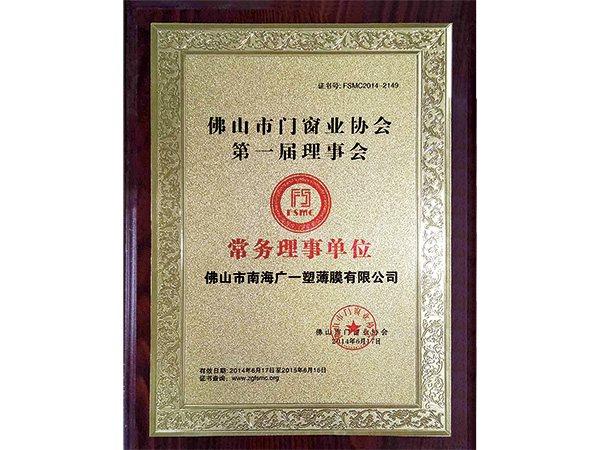 证书号: FSMC2014-2149
佛山市门窗业协会
第一届理事会
FSMC
常务理事单位
佛山市南海广一塑薄膜有限公司
佛山市门窗业协会
2014年6月17日
有效日期: 2014年6月17日至2015年6月16日
证书查询: www.zgfsmc.org